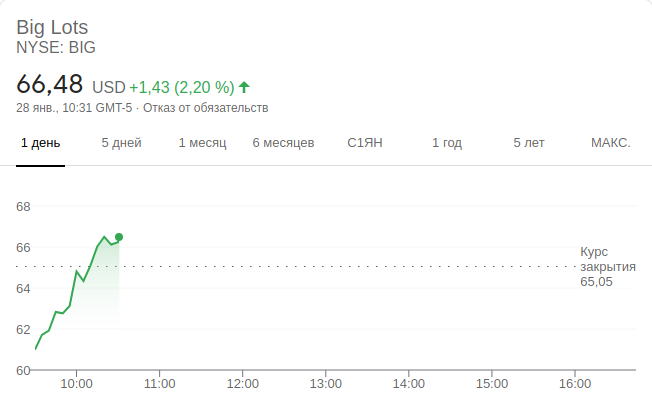 Big Lots
NYSE: BIG
66,48 USD +1,43 (2,20 %)
28 янв., 10:31 GMT-5 · Отказ от обязательств
1 день 5 дней 1 месяц 6 месяцев С1ЯН 1 год 5 лет МАКС.
68
66
64
62
60
Курс
закрытия
65,05
10:00 11:00 12:00 13:00 14:00 15:00 16:00